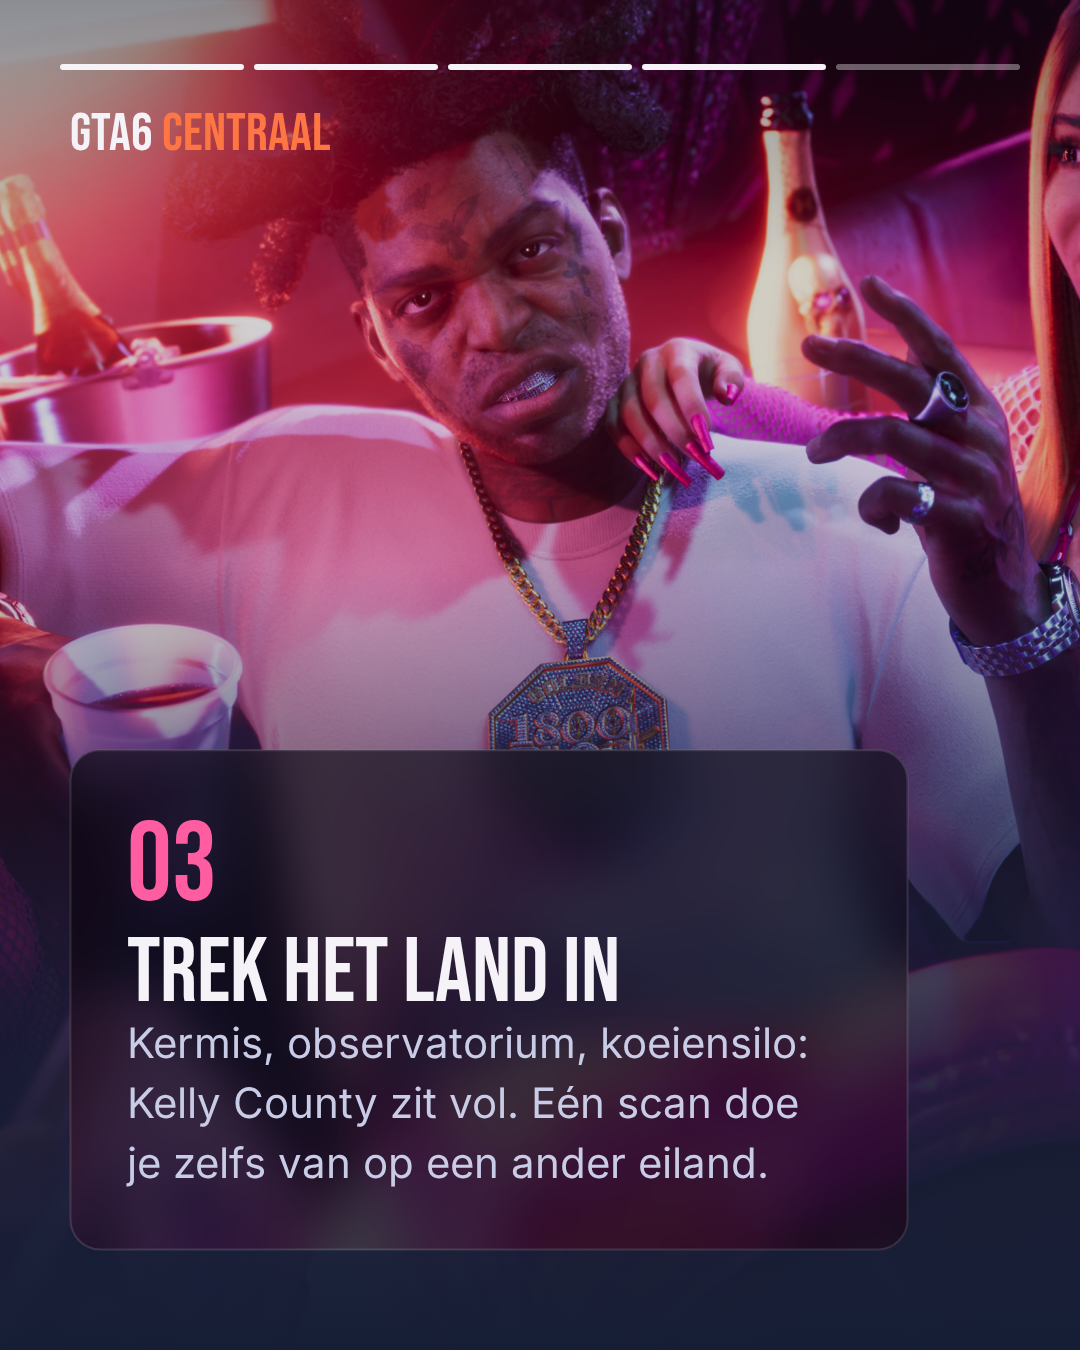 GTA6 CENTRAAL
1800
03
TREK HET LAND IN
Kermis, observatorium, koeiensilo:
Kelly County zit vol. Eén scan doe
je zelfs van op een ander eiland.